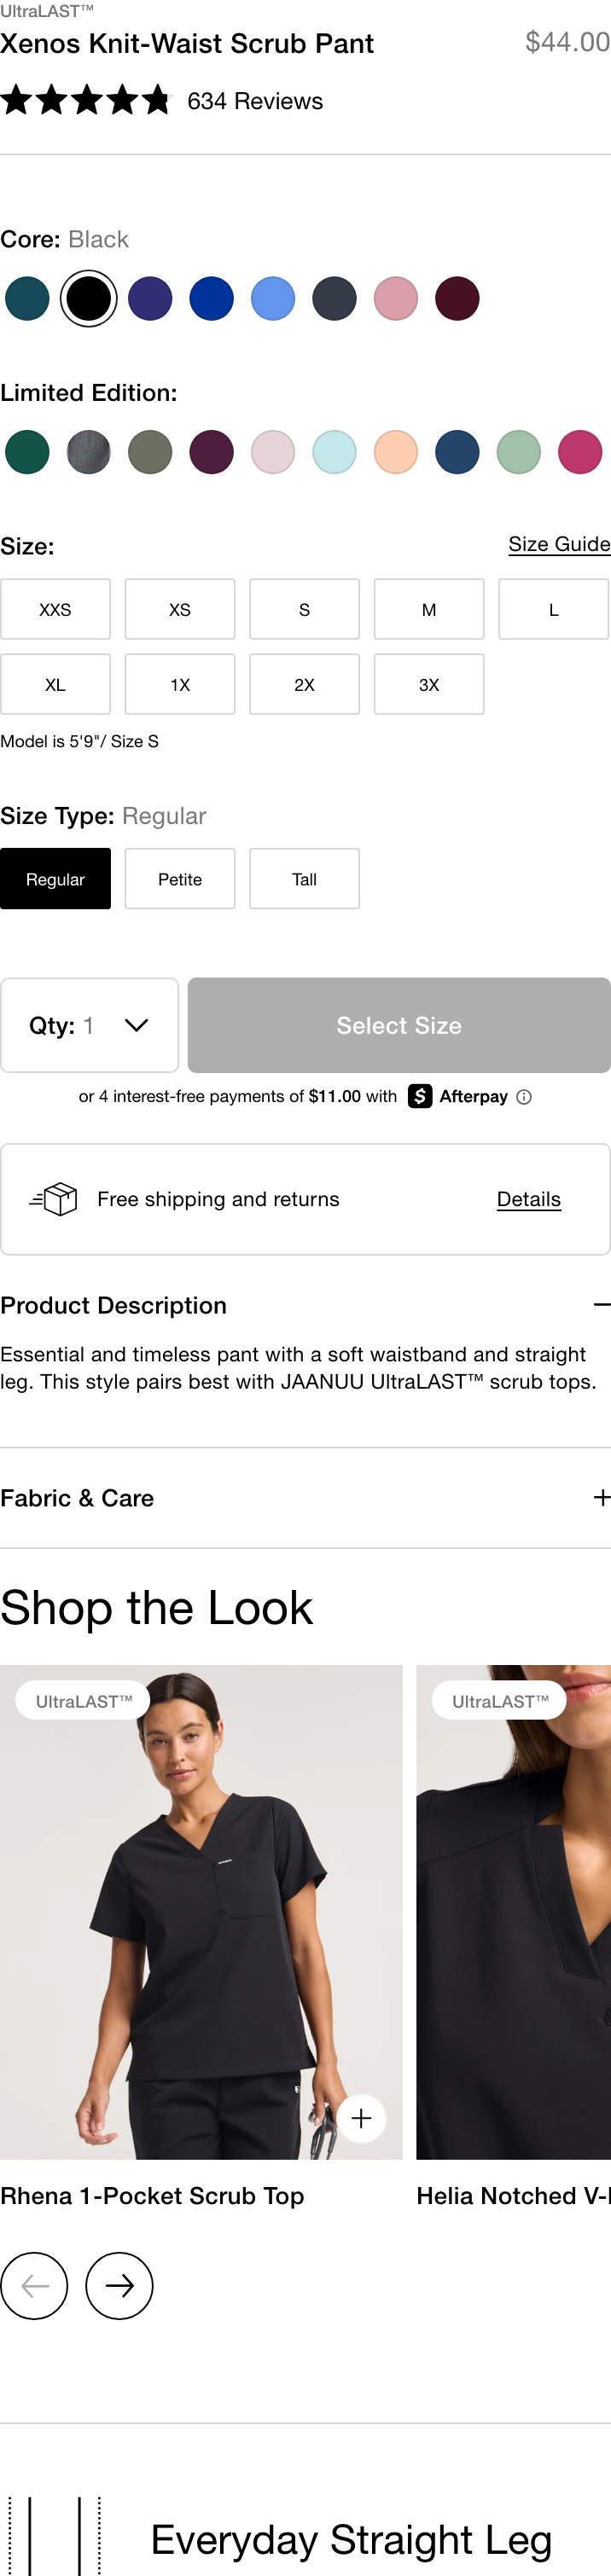 UltraLAST™
Xenos Knit-Waist Scrub Pant $44.00
634 Reviews
Core: Black
Limited Edition:
Size: Size Guide
XXS XS S M L
XL 1X 2X 3X
Model is 5'9"/ Size S
Size Type: Regular
Regular Petite Tall
Qty: 1 Select Size
or 4 interest-free payments of $11.00 with Afterpay
Free shipping and returns Details
Product Description
Essential and timeless pant with a soft waistband and straight
leg. This style pairs best with JAANUU UltraLAST™ scrub tops.
Fabric & Care
Shop the Look
UltraLAST™ UltraLAST™
Rhena 1-Pocket Scrub Top Helia Notched V-
Everyday Straight Leg